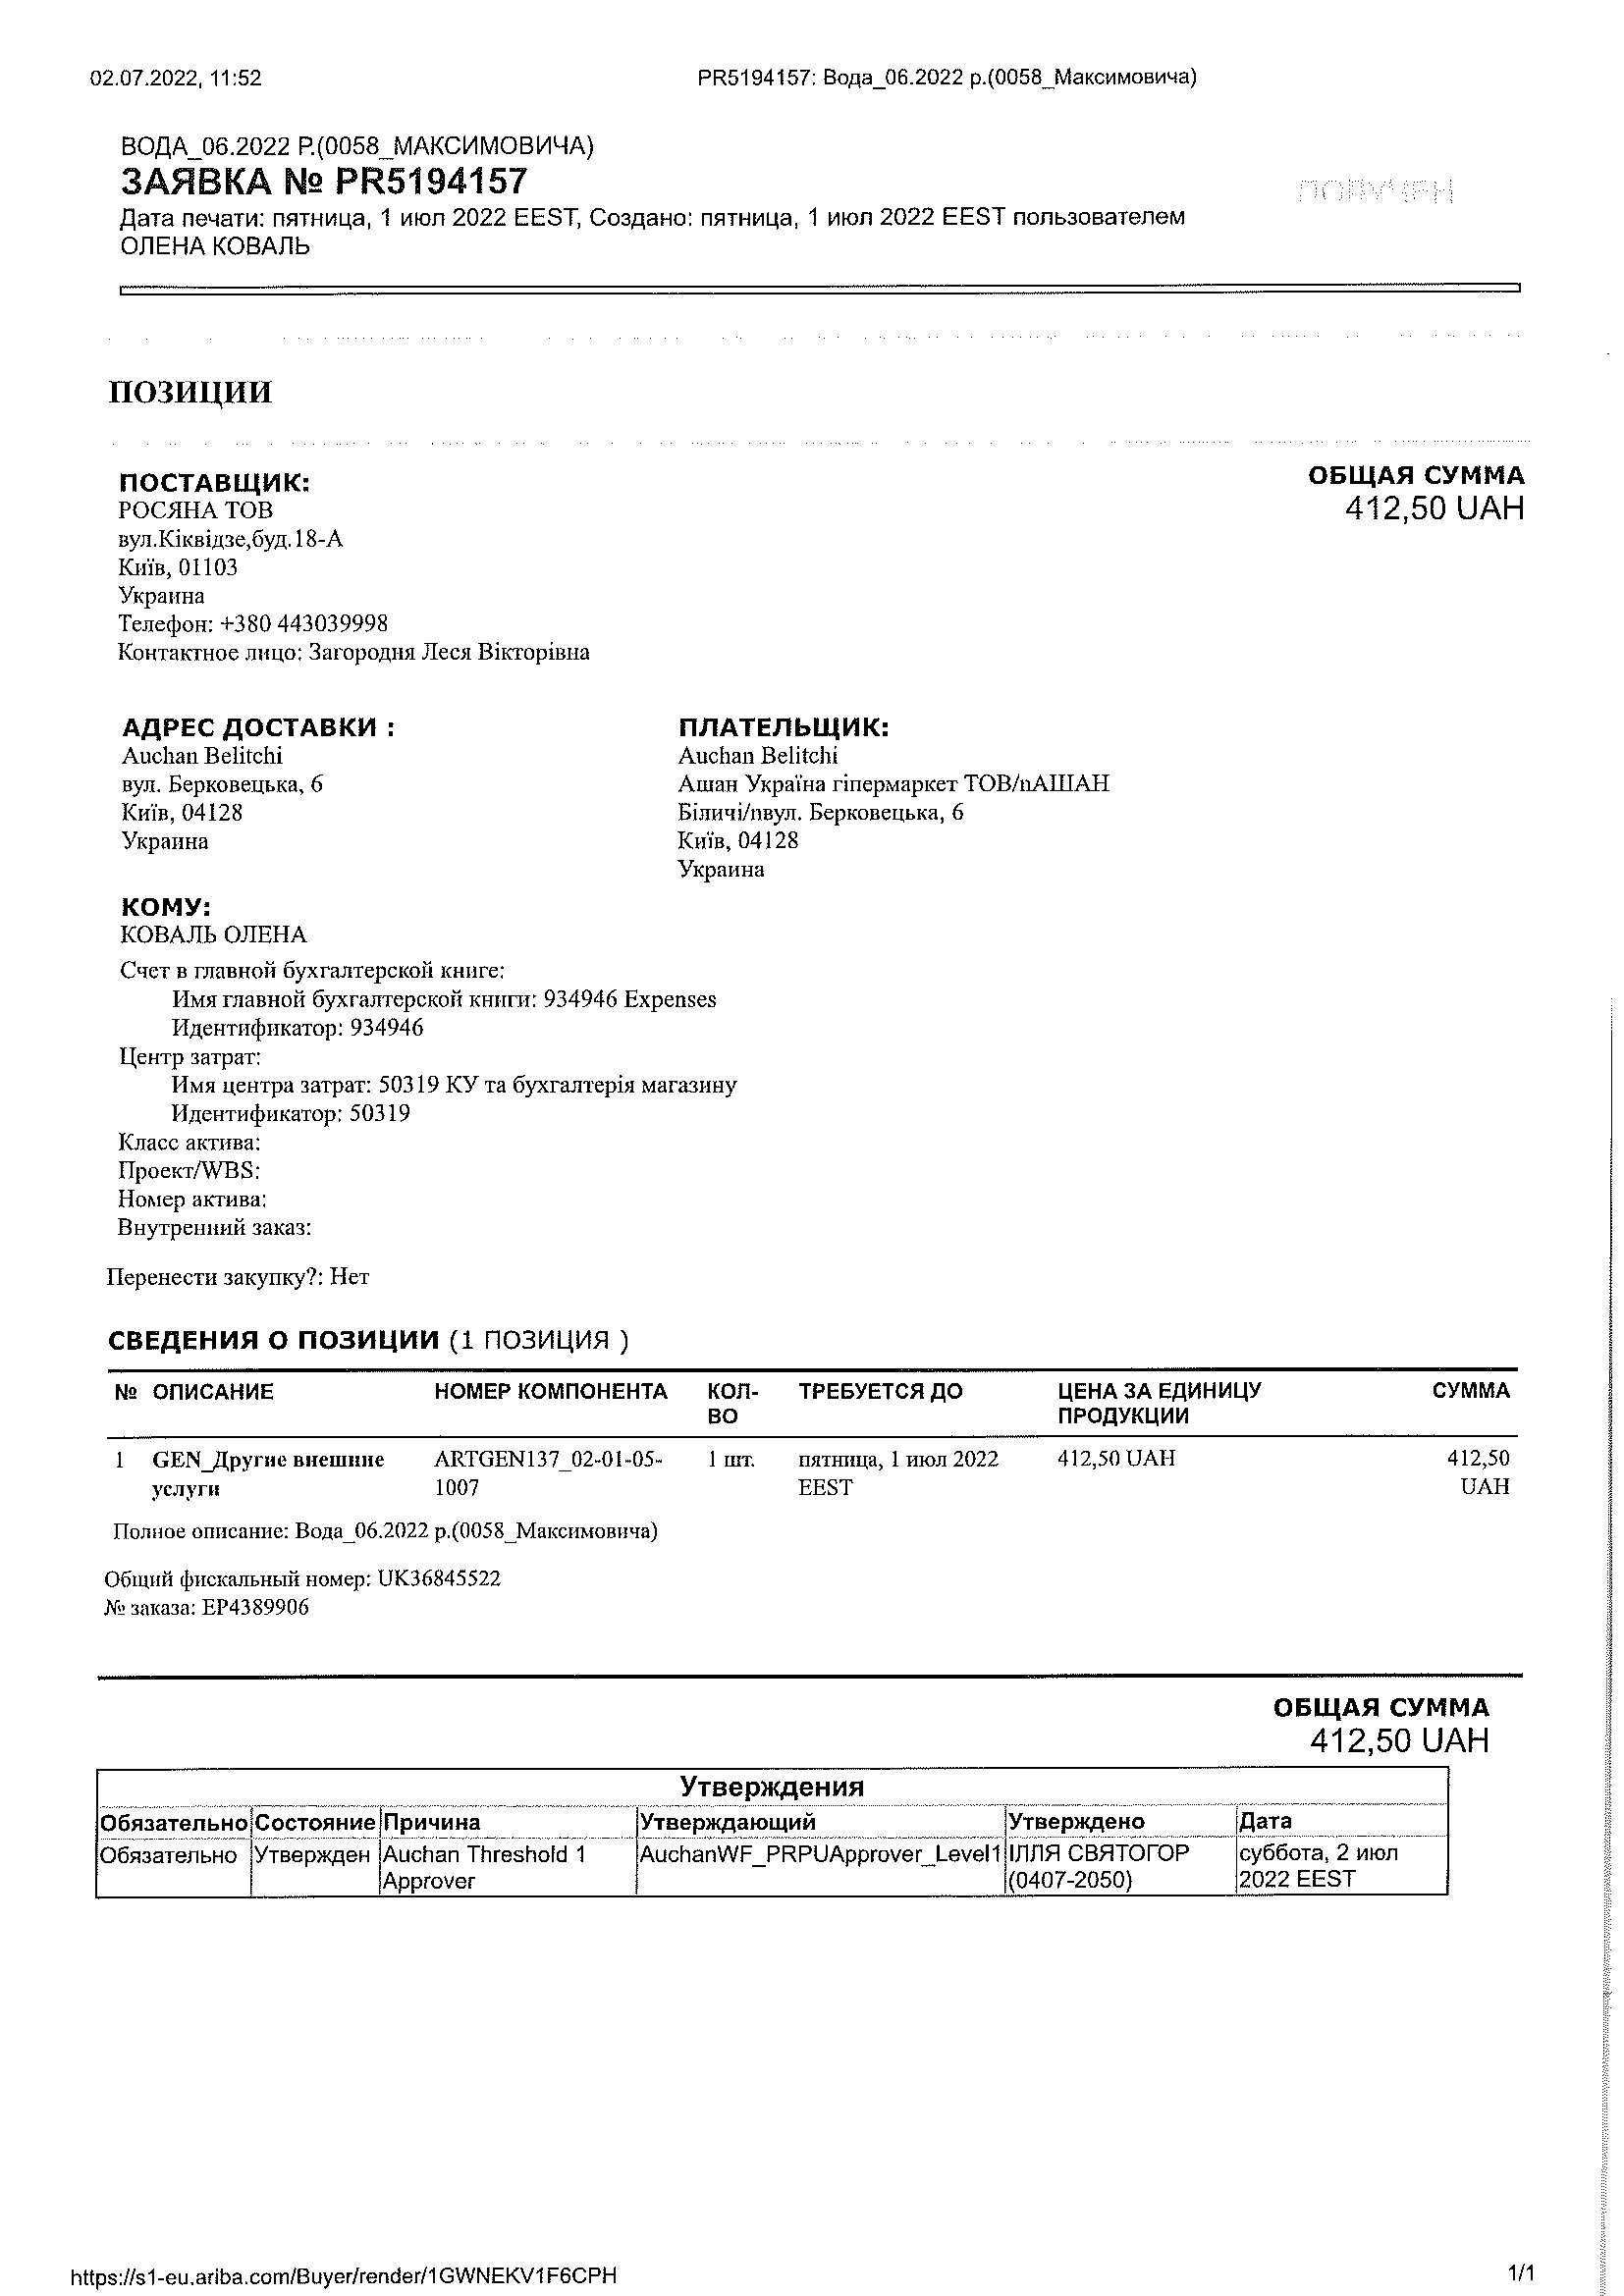 02.07.2022, 11:52
PR5194157: Вода_06.2022 р.(0058_Максимовича)
ВОДА_06.2022 Р.(0058_МАКСИМОВИЧА)
ЗАЯВКА № PR5194157
ПОЛУЧЕН
Дата печати: пятница, 1 июл 2022 EEST, Создано: пятница, 1 июл 2022 EEST пользователем
ОЛЕНА КОВАЛЬ
ПОЗИЦИИ
ПОСТАВЩИК:
РОСЯНА ТОВ
вул.Кіквідзе,буд.18-А
Київ, 01103
Украина
Телефон: +380 443039998
Контактное лицо: Загородня Леся Вікторівна
ОБЩАЯ СУММА
412,50 UAH
АДРЕС ДОСТАВКИ :
Auchan Belitchi
вул. Берковецька, 6
Київ, 04128
Украина
ПЛАТЕЛЬЩИК:
Auchan Belitchi
Ашан Україна гіпермаркет ТОВ/nАШАН
Біличі/nвул. Берковецька, 6
Київ, 04128
Украина
КОМУ:
КОВАЛЬ ОЛЕНА
Счет в главной бухгалтерской книге:
Имя главной бухгалтерской книги: 934946 Expenses
Идентификатор: 934946
Центр затрат:
Имя центра затрат: 50319 КУ та бухгалтерія магазину
Идентификатор: 50319
Класс актива:
Проект/WBS:
Номер актива:
Внутренний заказ:
Перенести закупку?: Нет
СВЕДЕНИЯ О ПОЗИЦИИ (1 ПОЗИЦИЯ )
№ ОПИСАНИЕ НОМЕР КОМПОНЕНТА КОЛ- ТРЕБУЕТСЯ ДО ЦЕНА ЗА ЕДИНИЦУ СУММА
ВО ПРОДУКЦИИ
1 GEN_Другие внешние ARTGEN137_02-01-05- 1 шт. пятница, 1 июл 2022 412,50 UAH 412,50
услуги 1007 EEST UAH
Полное описание: Вода_06.2022 р.(0058_Максимовича)
Общий фискальный номер: UK36845522
№ заказа: EP4389906
ОБЩАЯ СУММА
412,50 UAH
Утверждения
Обязательно Состояние Причина Утверждающий Утверждено Дата
Обязательно Утвержден Auchan Threshold 1 AuchanWF_PRPUApprover_Level1 ІЛЛЯ СВЯТОГОР суббота, 2 июл
Approver (0407-2050) 2022 EEST
https://s1-eu.ariba.com/Buyer/render/1GWNEKV1F6CPH
1/1